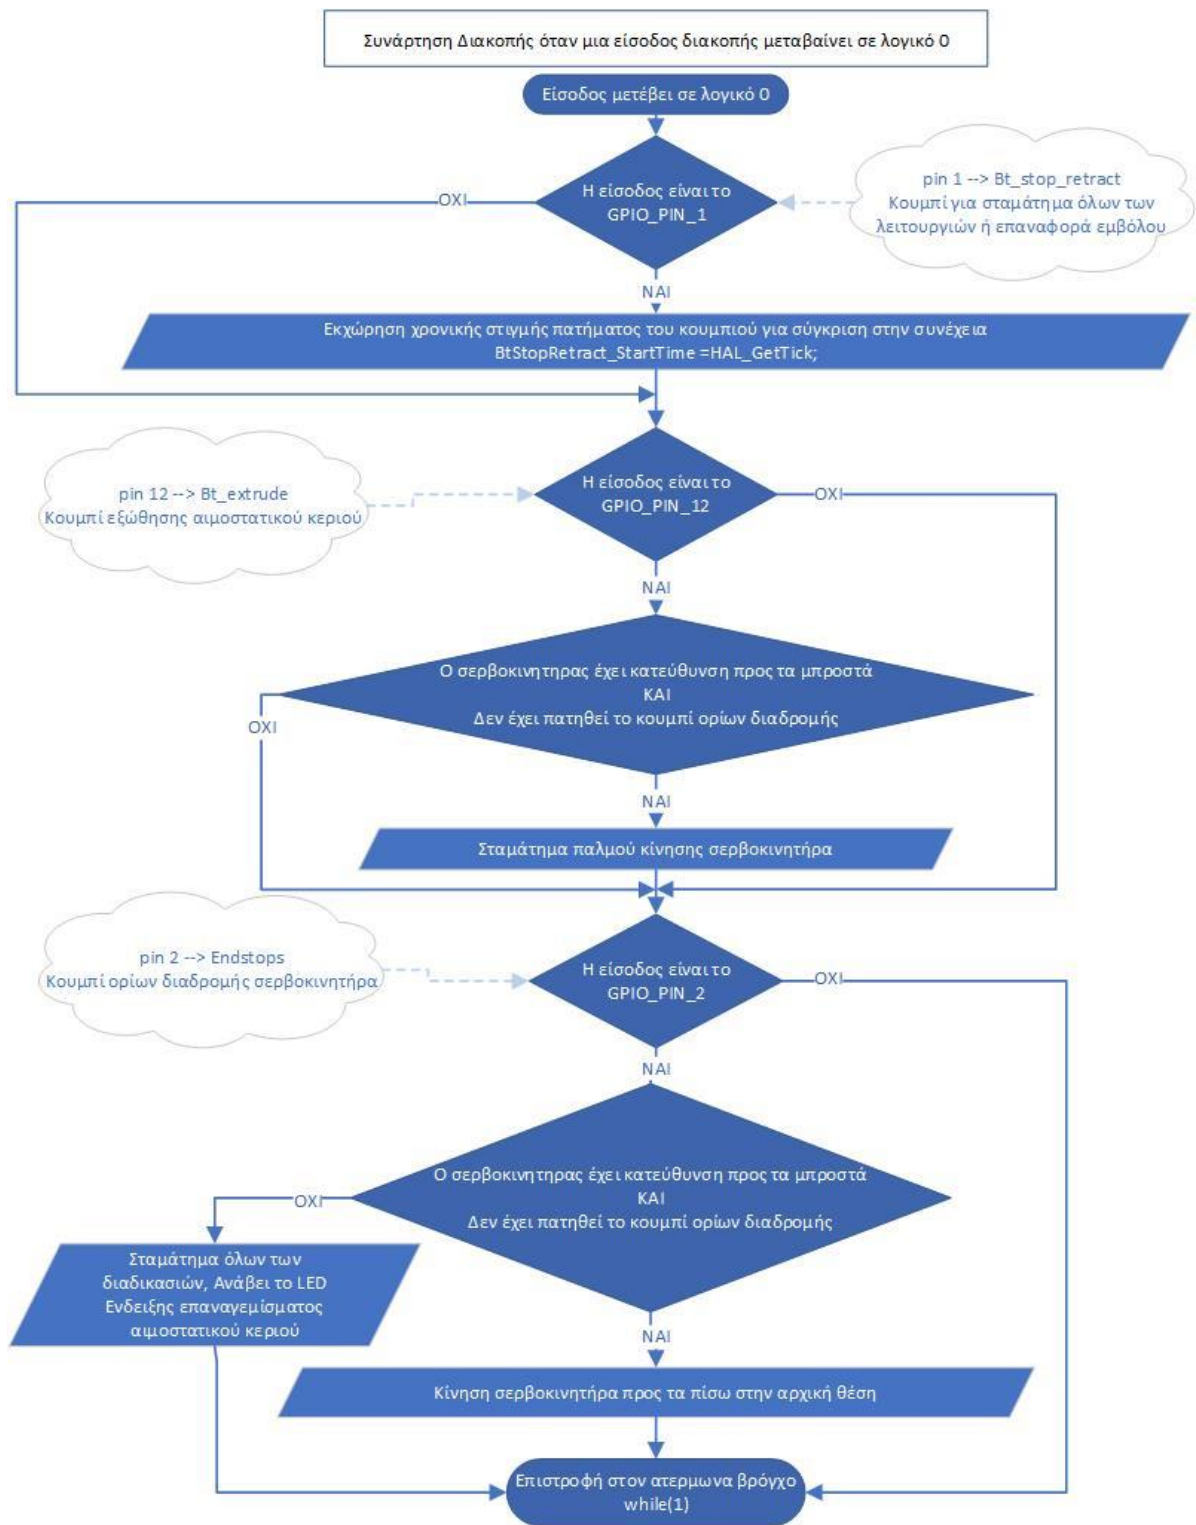 Συνάρτηση Διακοπής όταν μια είσοδος διακοπής μεταβαίνει σε λογικό 0
Είσοδος μετέβει σε λογικό 0
Η είσοδος είναι το
GPIO_PIN_1
pin 1 --> Bt_stop_retract
Κουμπί για σταμάτημα όλων των
λειτουργιών ή επαναφορά εμβόλου
ΟΧΙ
ΝΑΙ
Εκχώρηση χρονικής στιγμής πατήματος του κουμπιού για σύγκριση στην συνέχεια
BtStopRetract_StartTime =HAL_GetTick;
pin 12 --> Bt_extrude
Κουμπί εξώθησης αιμοστατικού κεριού
Η είσοδος είναι το
GPIO_PIN_12
ΟΧΙ
ΝΑΙ
Ο σερβοκινητηρας έχει κατεύθυνση προς τα μπροστά
ΚΑΙ
Δεν έχει πατηθεί το κουμπί ορίων διαδρομής
ΟΧΙ
ΝΑΙ
Σταμάτημα παλμού κίνησης σερβοκινητήρα
pin 2 --> Endstops
Κουμπί ορίων διαδρομής σερβοκινητήρα
Η είσοδος είναι το
GPIO_PIN_2
ΟΧΙ
ΝΑΙ
Ο σερβοκινητηρας έχει κατεύθυνση προς τα μπροστά
ΚΑΙ
Δεν έχει πατηθεί το κουμπί ορίων διαδρομής
ΟΧΙ
Σταμάτημα όλων των
διαδικασιών, Ανάβει το LED
Ενδειξης επαναγεμίσματος
αιμοστατικού κεριού
ΝΑΙ
Κίνηση σερβοκινητήρα προς τα πίσω στην αρχική θέση
Επιστροφή στον ατερμωνα βρόγχο
while(1)